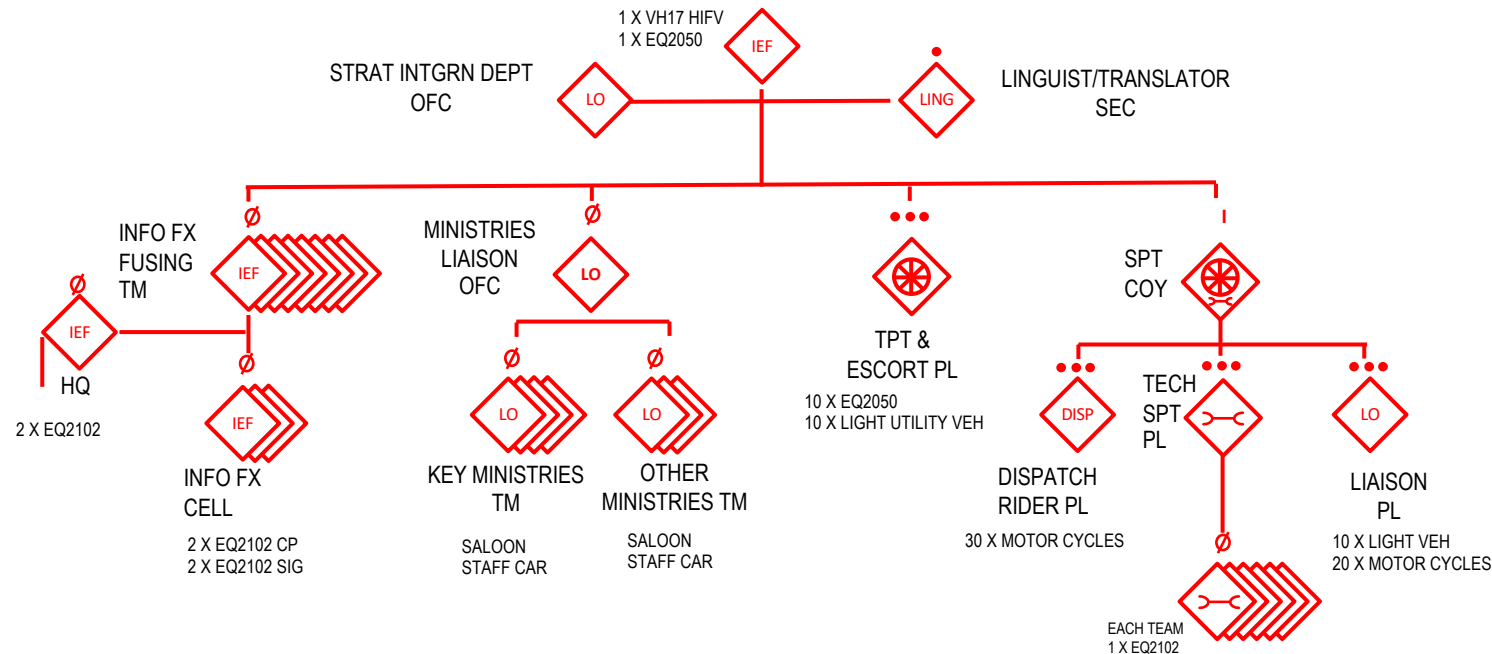 1 X VH17 HIFV
1 X EQ2050
IEF
STRAT INTGRN DEPT
OFC
LO
LING
LINGUIST/TRANSLATOR
SEC
INFO FX
FUSING
TM
IEF
MINISTRIES
LIAISON
OFC
LO
SPT
COY
IEF
HQ
2 X EQ2102
TPT &
ESCORT PL
10 X EQ2050
10 X LIGHT UTILITY VEH
IEF
INFO FX
CELL
2 X EQ2102 CP
2 X EQ2102 SIG
LO
KEY MINISTRIES
TM
SALOON
STAFF CAR
LO
OTHER
MINISTRIES TM
SALOON
STAFF CAR
DISP
DISPATCH
RIDER PL
30 X MOTOR CYCLES
TECH
SPT
PL
LO
LIAISON
PL
10 X LIGHT VEH
20 X MOTOR CYCLES
EACH TEAM
1 X EQ2102